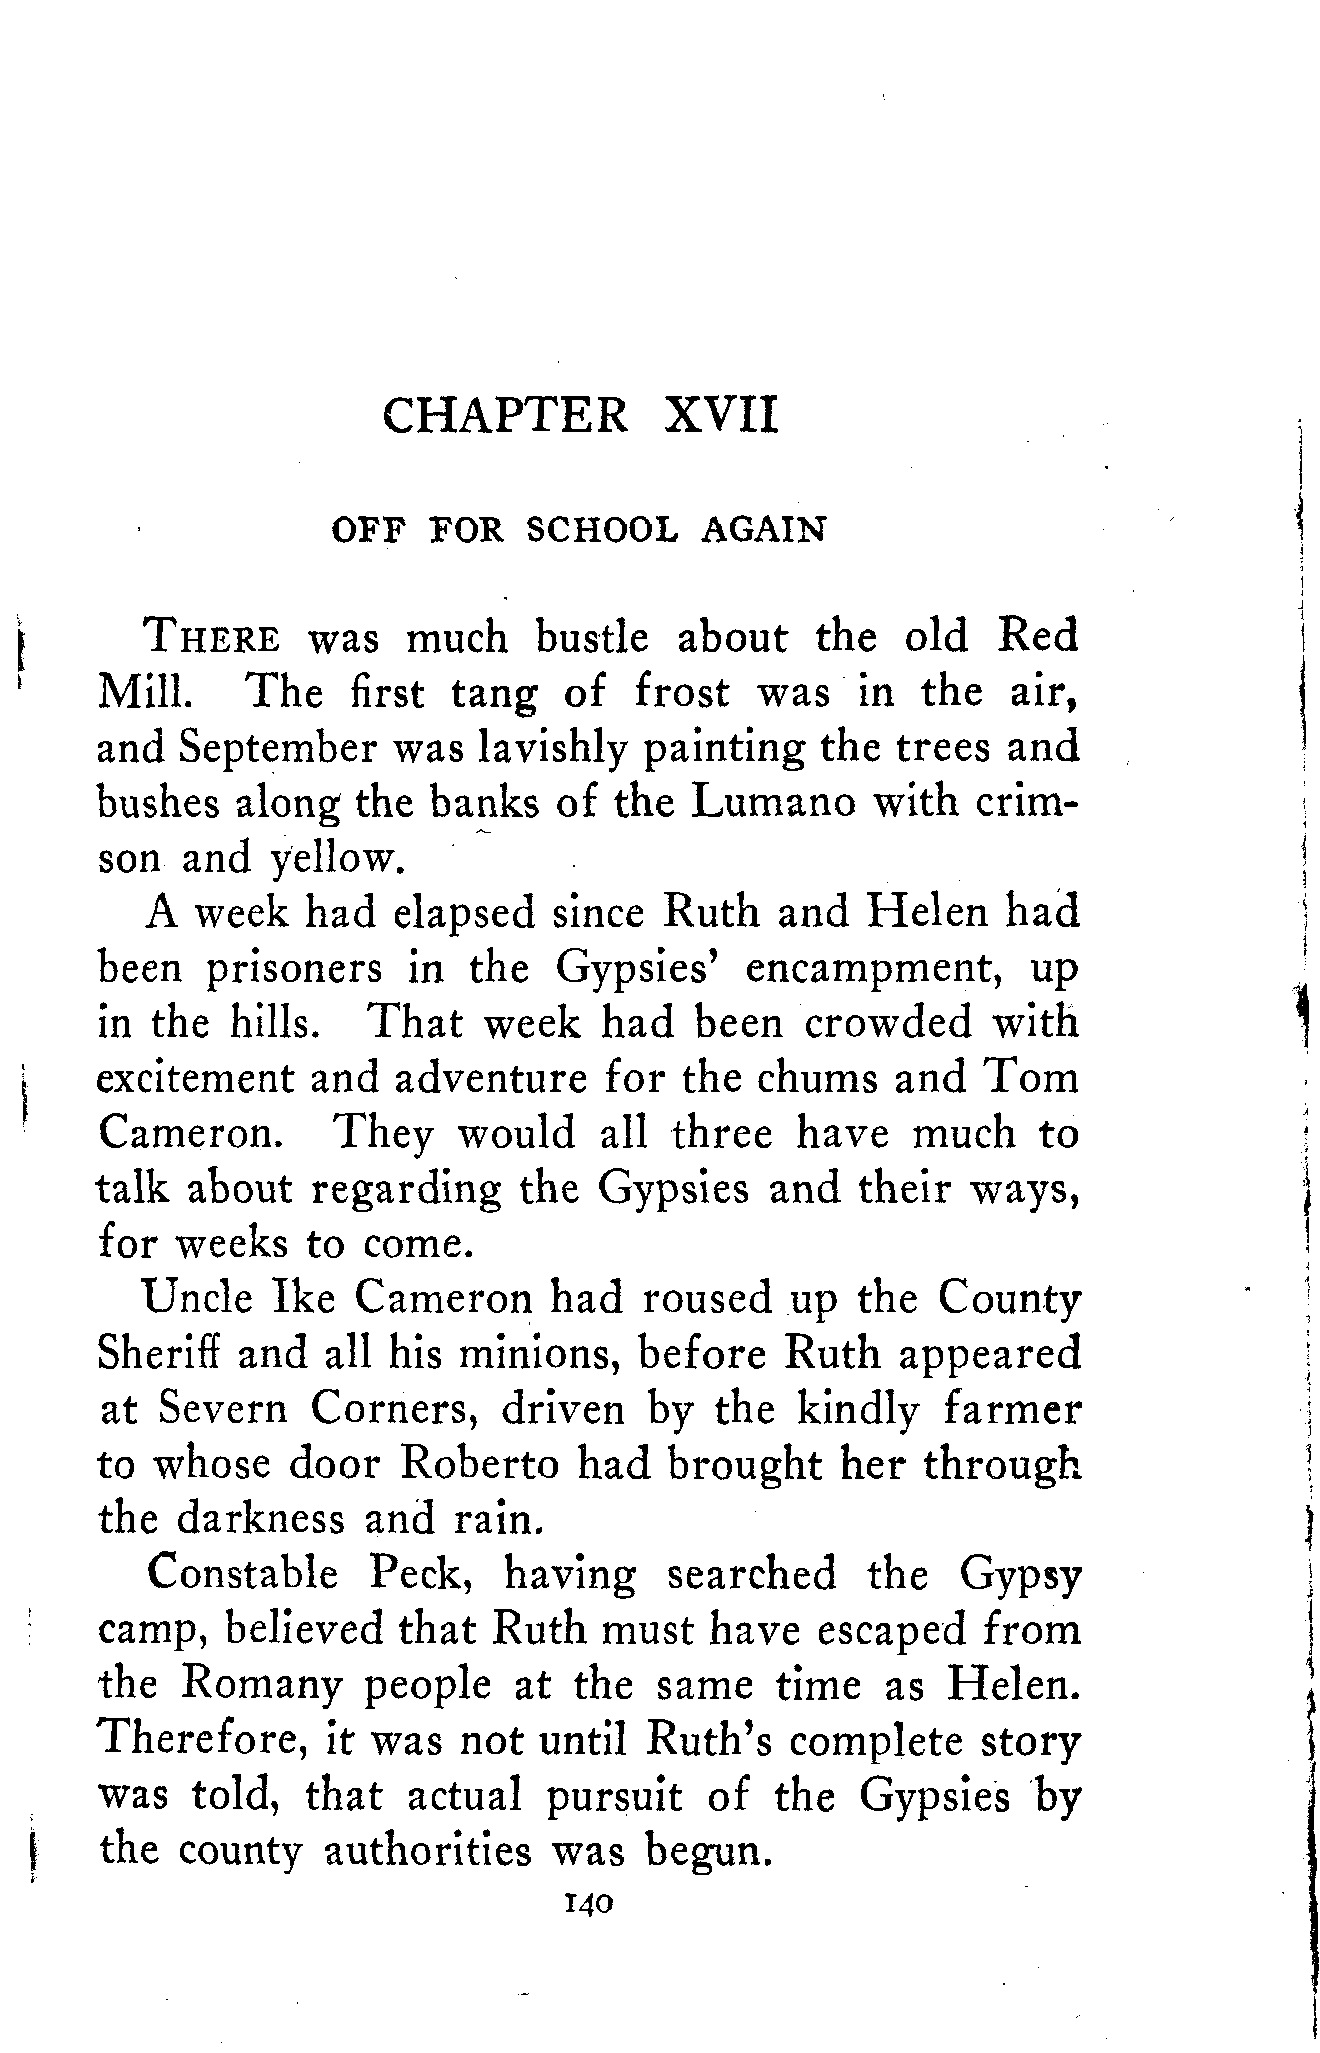 CHAPTER XVII
OFF FOR SCHOOL AGAIN
THERE was much bustle about the old Red
Mill. The first tang of frost was in the air,
and September was lavishly painting the trees and
bushes along the banks of the Lumano with crim-
son and yellow.
A week had elapsed since Ruth and Helen had
been prisoners in the Gypsies' encampment, up
in the hills. That week had been crowded with
excitement and adventure for the chums and Tom
Cameron. They would all three have much to
talk about regarding the Gypsies and their ways,
for weeks to come.
Uncle Ike Cameron had roused up the County
Sheriff and all his minions, before Ruth appeared
at Severn Corners, driven by the kindly farmer
to whose door Roberto had brought her through
the darkness and rain.
Constable Peck, having searched the Gypsy
camp, believed that Ruth must have escaped from
the Romany people at the same time as Helen.
Therefore, it was not until Ruth's complete story
was told, that actual pursuit of the Gypsies by
the county authorities was begun.
140